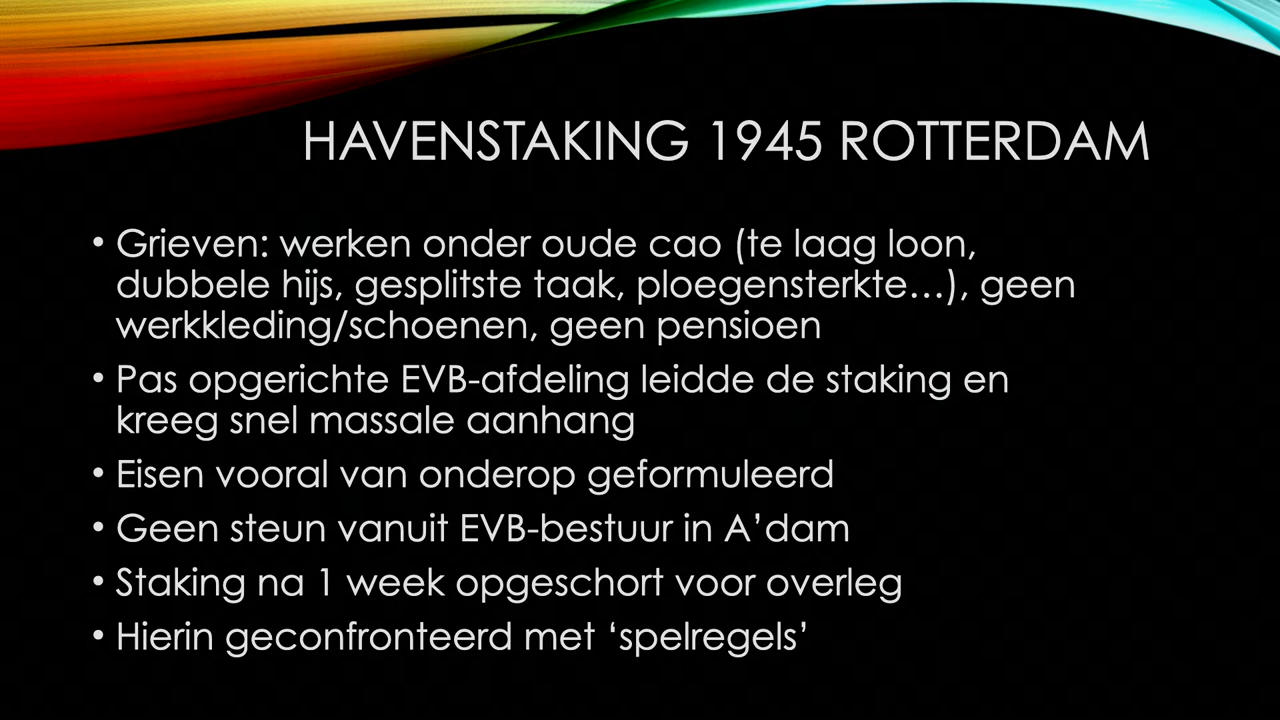 HAVENSTAKING 1945 ROTTERDAM
• Grieven: werken onder oude cao (te laag loon,
dubbele hijs, gesplitste taak, ploegensterkte…), geen
werkkleding/schoenen, geen pensioen
• Pas opgerichte EVB-afdeling leidde de staking en
kreeg snel massale aanhang
• Eisen vooral van onderop geformuleerd
• Geen steun vanuit EVB-bestuur in A’dam
• Staking na 1 week opgeschort voor overleg
• Hierin geconfronteerd met ‘spelregels’